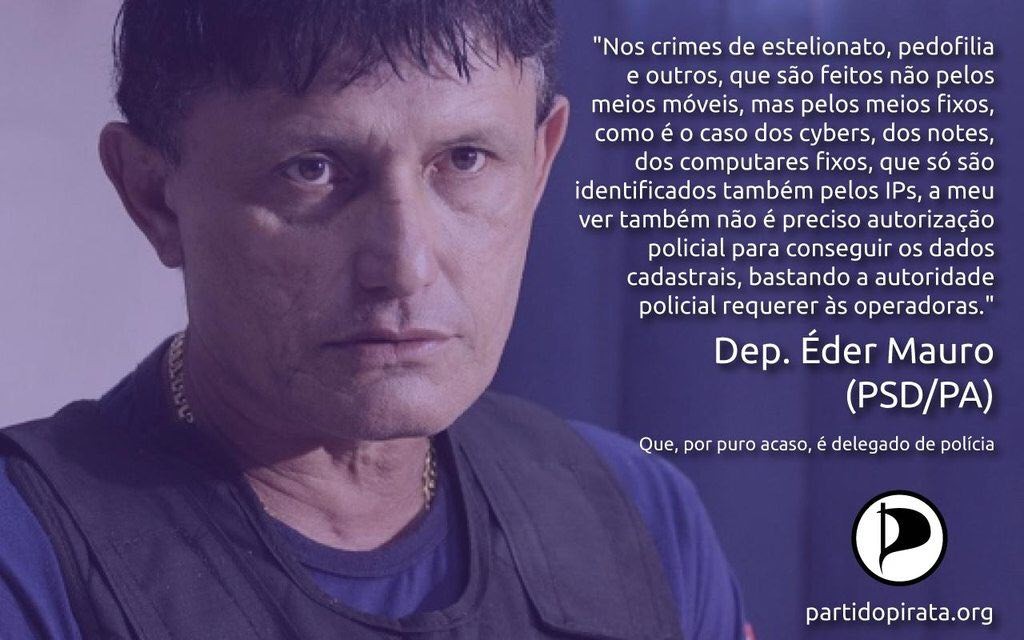 "Nos crimes de estelionato, pedofilia
e outros, que são feitos não pelos
meios móveis, mas pelos meios fixos,
como é o caso dos cybers, dos notes,
dos computares fixos, que só são
identificados também pelos IPs, a meu
ver também não é preciso autorização
policial para conseguir os dados
cadastrais, bastando a autoridade
policial requerer às operadoras."
Dep. Éder Mauro
(PSD/PA)
Que, por puro acaso, é delegado de polícia
partidopirata.org